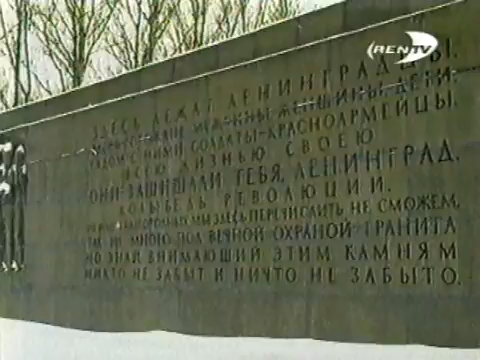 REN TV
ЗДЕСЬ ЛЕЖАТ ЛЕНИНГРАДЦЫ.
ГОРОЖАНЕ МУЖЧИНЫ, ЖЕНЩИНЫ, ДЕТИ.
РЯДОМ С НИМИ СОЛДАТЫ-КРАСНОАРМЕЙЦЫ.
ВСЕЮ ЖИЗНЬЮ СВОЕЮ
ОНИ ЗАЩИЩАЛИ ТЕБЯ, ЛЕНИНГРАД,
КОЛЫБЕЛЬ РЕВОЛЮЦИИ.
МЫ ЗДЕСЬ ПЕРЕЧИСЛИТЬ НЕ СМОЖЕМ,
ТАК ИХ МНОГО ПОД ВЕЧНОЙ ОХРАНОЙ ГРАНИТА
НО ЗНАЙ ВНИМАЮЩИЙ ЭТИМ КАМНЯМ
НИКТО НЕ ЗАБЫТ И НИЧТО НЕ ЗАБЫТО.